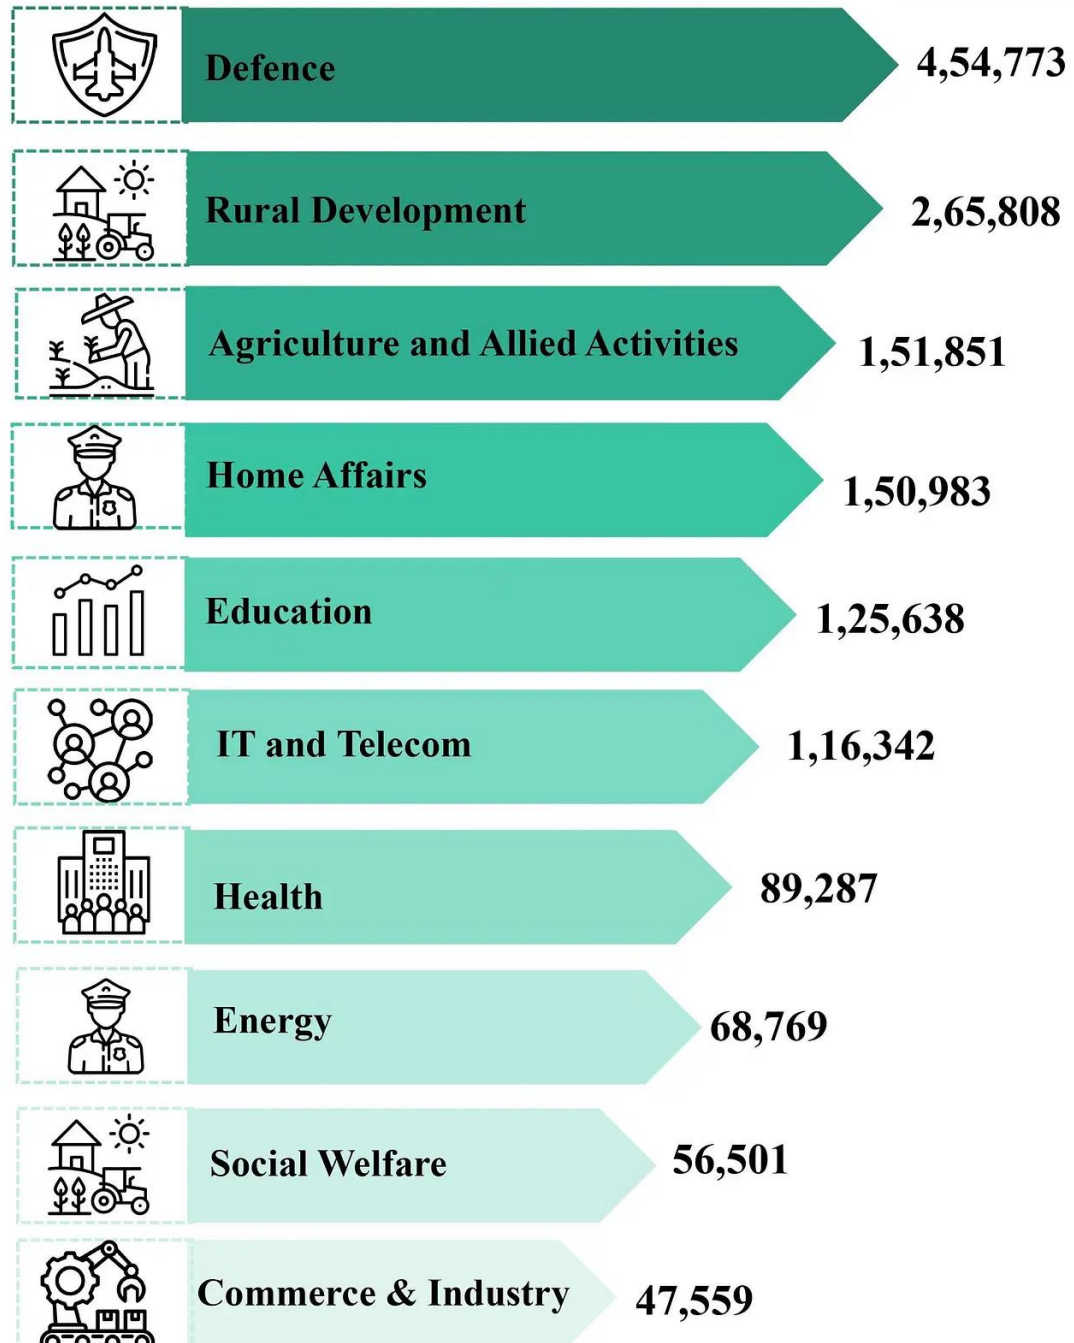 Defence 4,54,773
Rural Development 2,65,808
Agriculture and Allied Activities 1,51,851
Home Affairs 1,50,983
Education 1,25,638
IT and Telecom 1,16,342
Health 89,287
Energy 68,769
Social Welfare 56,501
Commerce & Industry 47,559